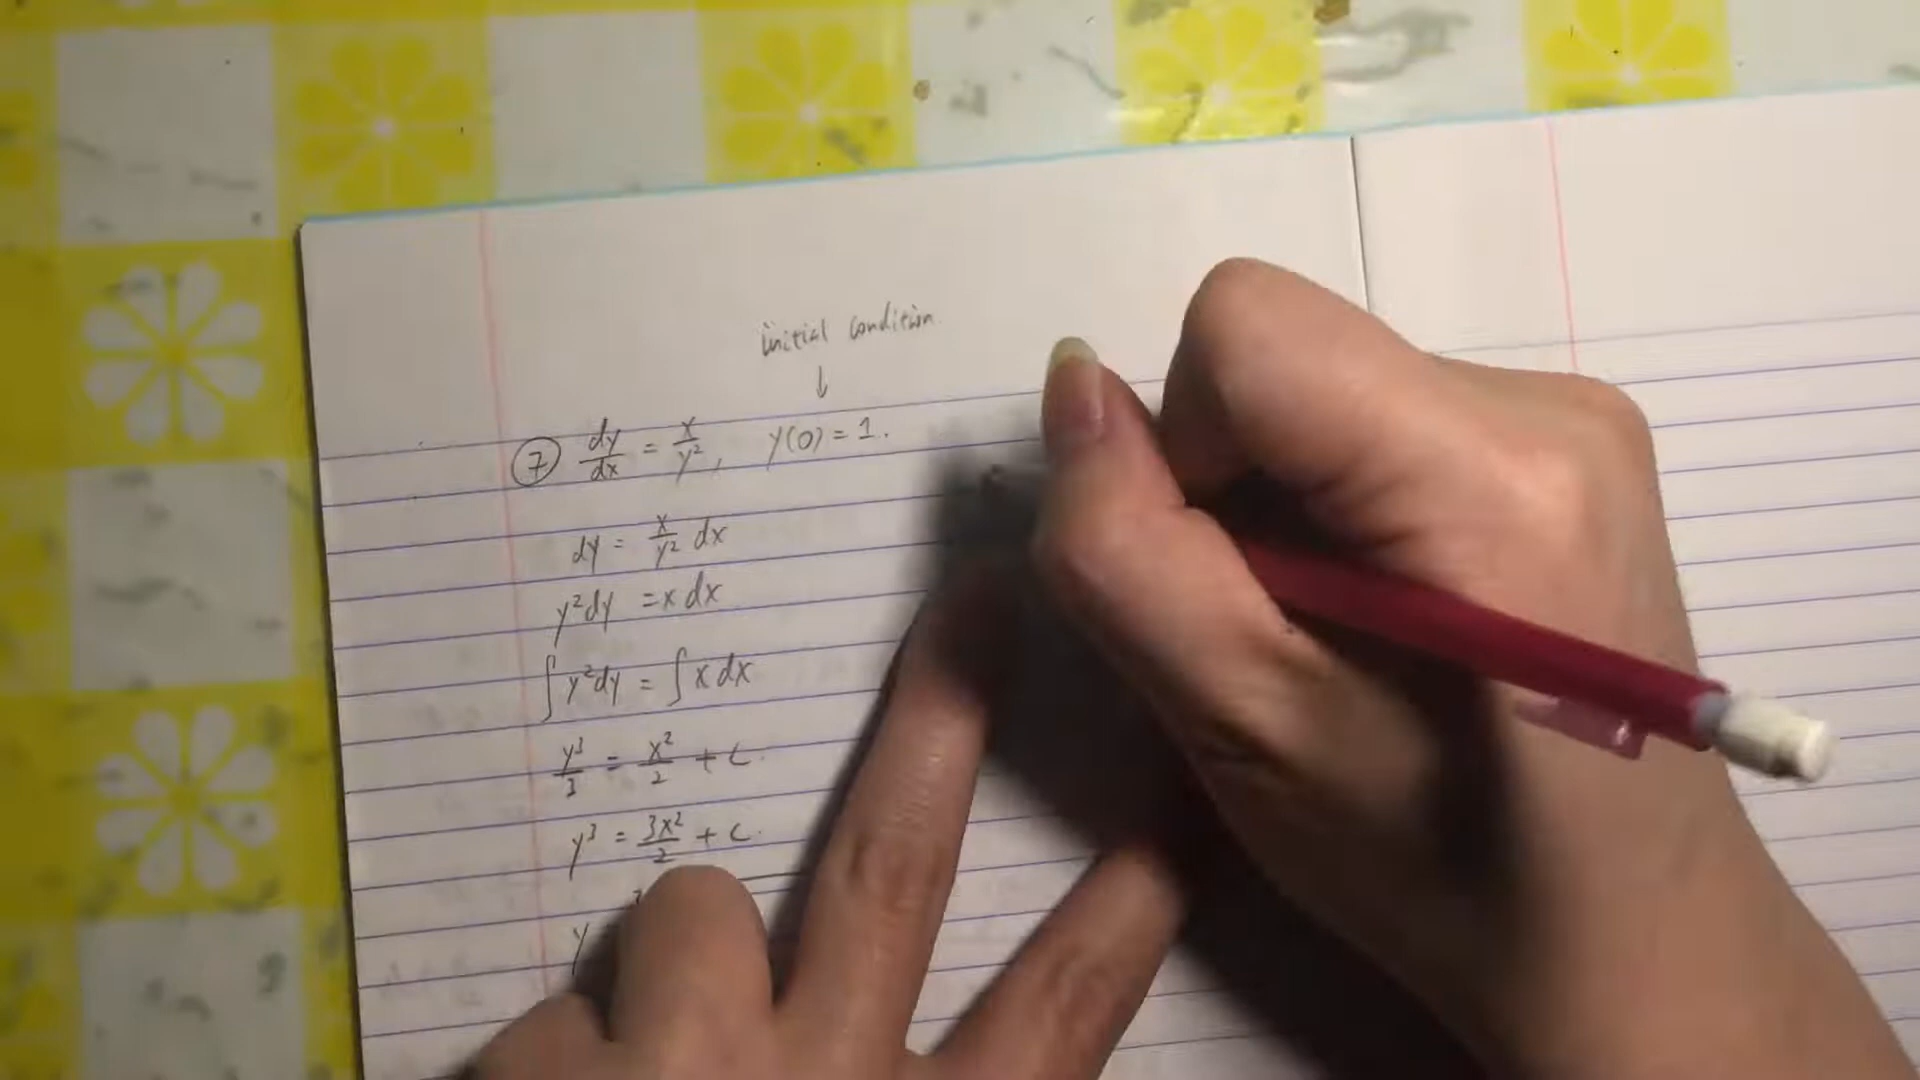 initial condition
↓
⑦ dy/dx = x/y², y(0) = 1.
dy = x/y² dx
y²dy = x dx
∫y²dy = ∫x dx
y³/3 = x²/2 + C.
y³ = 3x²/2 + C.
y